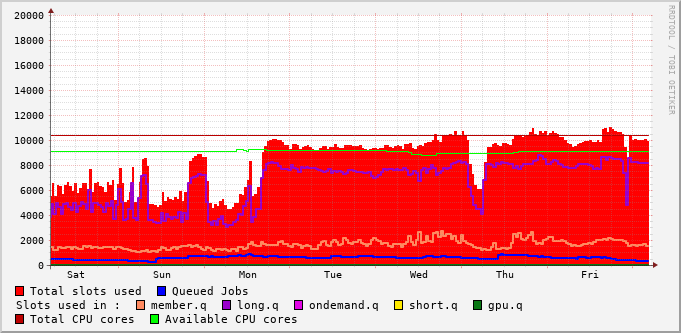 20000
18000
16000
14000
12000
10000
8000
6000
4000
2000
0
Sat Sun Mon Tue Wed Thu Fri
Total slots used Queued Jobs
Slots used in : member.q long.q ondemand.q short.q gpu.q
Total CPU cores Available CPU cores
RRDTOOL / TOBI OETIKER